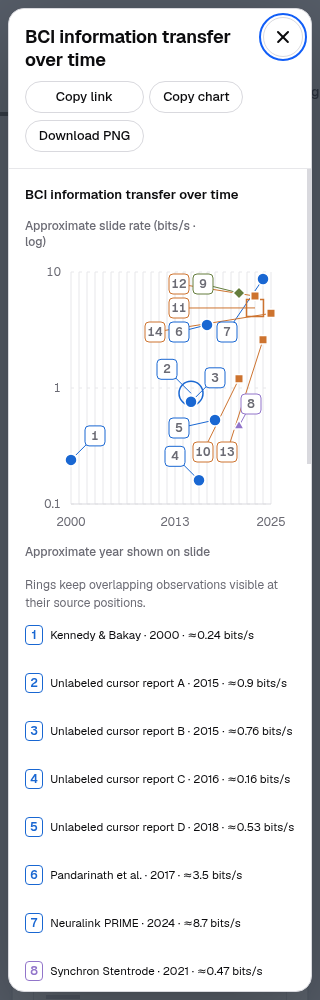 BCI information transfer
over time
Copy link
Copy chart
Download PNG
BCI information transfer over time
Approximate slide rate (bits/s ·
log)
10
12 9
11
14 6 7
2
3
1
8
1
5
10 13
4
0.1
2000 2013 2025
Approximate year shown on slide
Rings keep overlapping observations visible at
their source positions.
1 Kennedy & Bakay · 2000 · ≈0.24 bits/s
2 Unlabeled cursor report A · 2015 · ≈0.9 bits/s
3 Unlabeled cursor report B · 2015 · ≈0.76 bits/s
4 Unlabeled cursor report C · 2016 · ≈0.16 bits/s
5 Unlabeled cursor report D · 2018 · ≈0.53 bits/s
6 Pandarinath et al. · 2017 · ≈3.5 bits/s
7 Neuralink PRIME · 2024 · ≈8.7 bits/s
8 Synchron Stentrode · 2021 · ≈0.47 bits/s